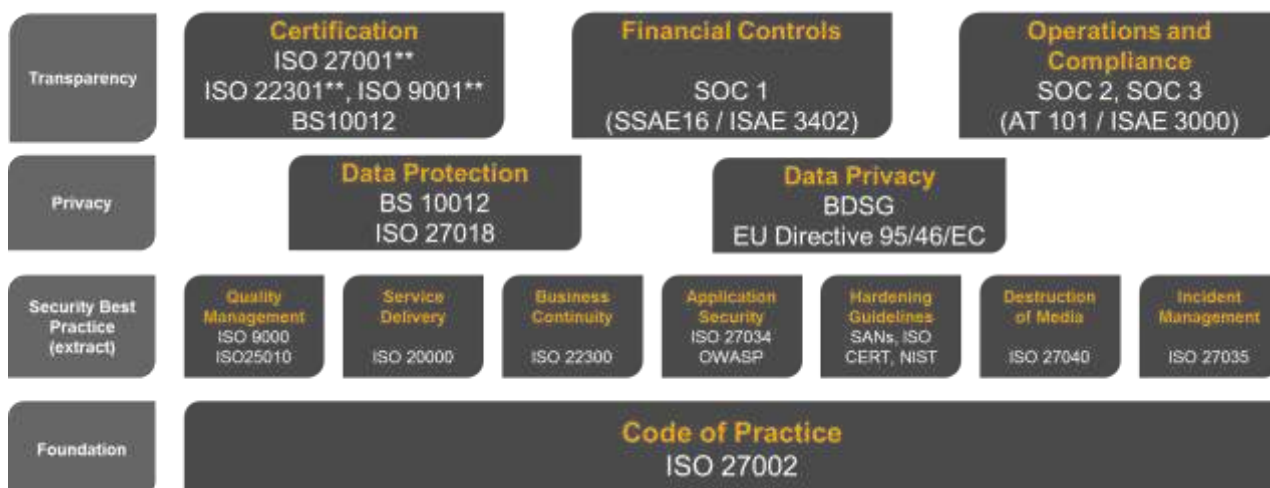 Transparency
Certification
ISO 27001**
ISO 22301**, ISO 9001**
BS10012
Financial Controls
SOC 1
(SSAE16 / ISAE 3402)
Operations and
Compliance
SOC 2, SOC 3
(AT 101 / ISAE 3000)
Privacy
Data Protection
BS 10012
ISO 27018
Data Privacy
BDSG
EU Directive 95/46/EC
Security Best
Practice
(extract)
Quality
Management
ISO 9000
ISO25010
Service
Delivery
ISO 20000
Business
Continuity
ISO 22300
Application
Security
ISO 27034
OWASP
Hardening
Guidelines
SANs, ISO
CERT, NIST
Destruction
of Media
ISO 27040
Incident
Management
ISO 27035
Foundation
Code of Practice
ISO 27002